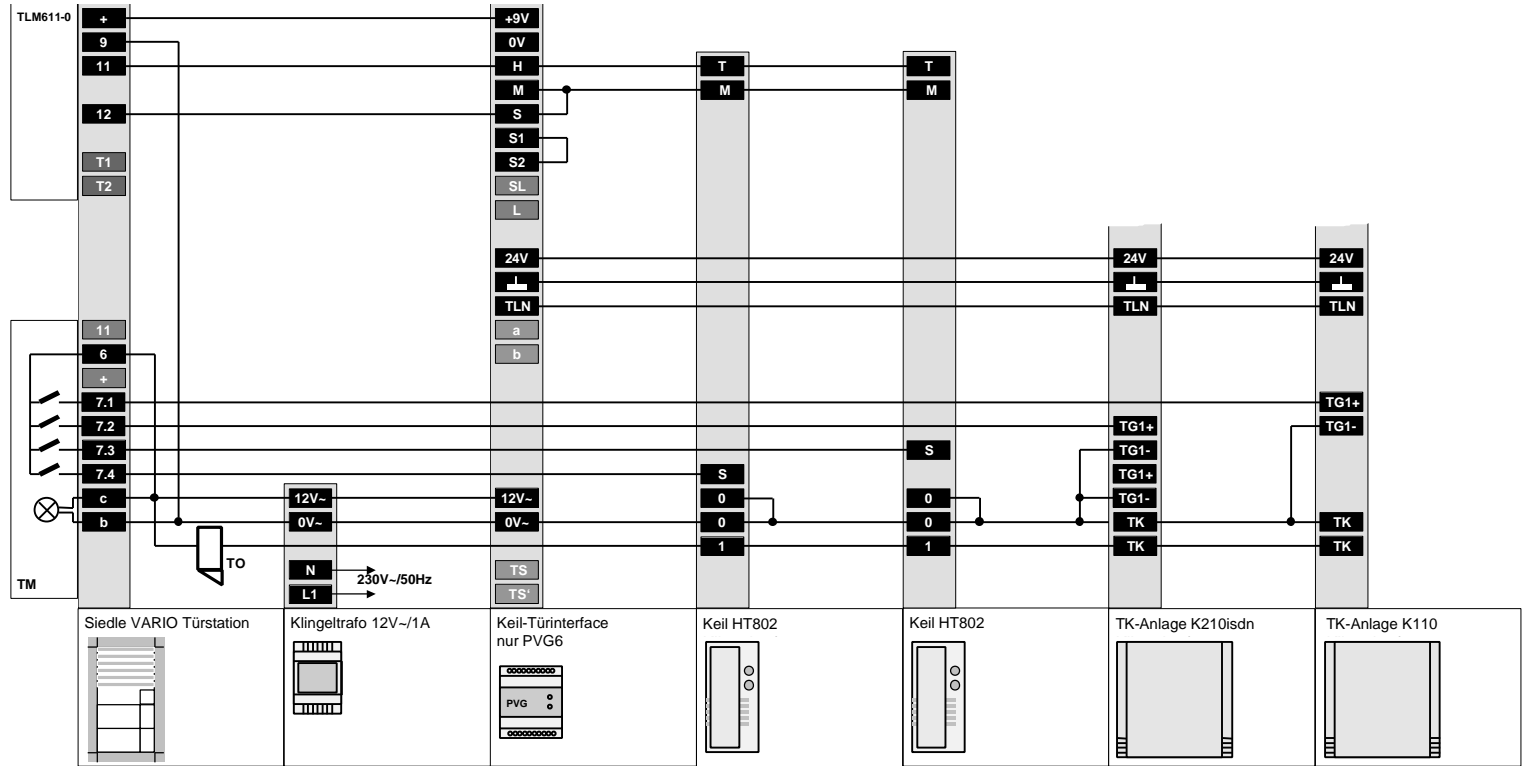 TLM611-0 + +9V
9 0V
11 H T T
M M M
12 S
S1
T1 S2
T2 SL
L
24V 24V 24V
TLN TLN TLN
11 a
6 b
+
7.1 TG1+
7.2 TG1+ TG1-
7.3 S TG1-
7.4 S TG1+
c 12V~ 12V~ 0 0 TG1-
b 0V~ 0V~ 0 0 TK TK
1 1 TK TK
TO
N 230V~/50Hz TS
TM L1 TS'
Siedle VARIO Türstation
Klingeltrafo 12V~/1A
Keil-Türinterface
nur PVG6
PVG
Keil HT802
Keil HT802
TK-Anlage K210isdn
TK-Anlage K110